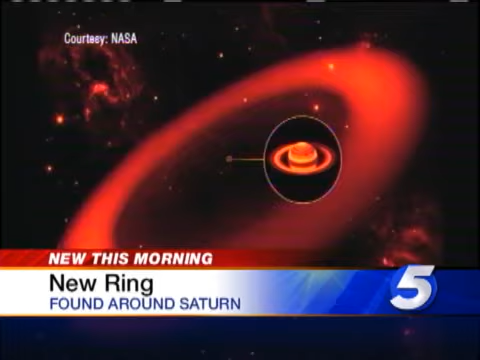 Courtesy: NASA
NEW THIS MORNING
New Ring
FOUND AROUND SATURN
5